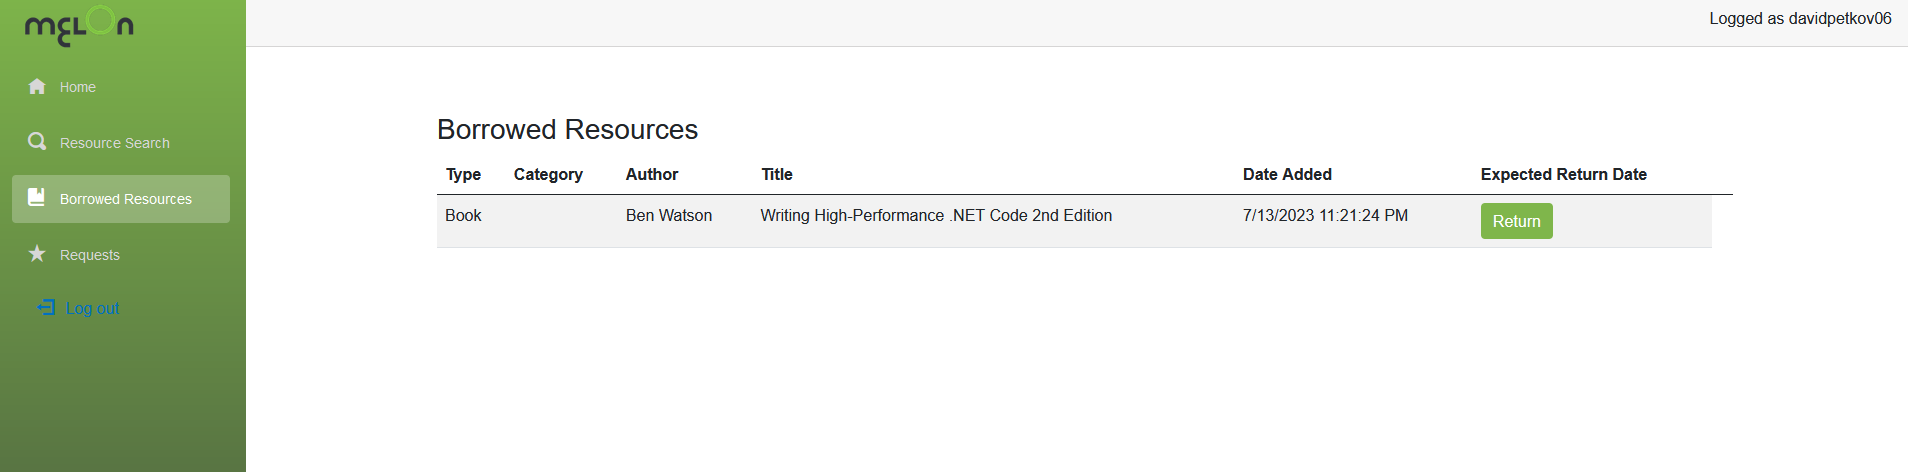 melon
Logged as davidpetkov06
Home
Resource Search
Borrowed Resources
Requests
Log out
Borrowed Resources
Type Category Author Title Date Added Expected Return Date
Book Ben Watson Writing High-Performance .NET Code 2nd Edition 7/13/2023 11:21:24 PM Return